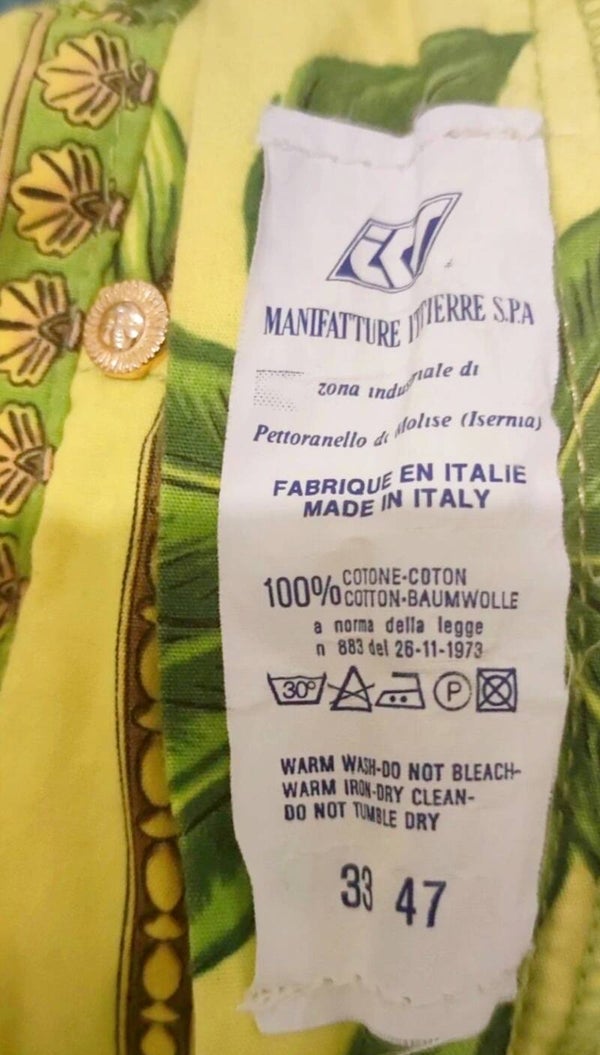 MANIFATTURE ITTIERRE S.P.A
zona industriale di
Pettoranello di Molise (Isernia)
FABRIQUE EN ITALIE
MADE IN ITALY
100% COTONE-COTON
COTTON-BAUMWOLLE
a norma della legge
n 883 del 26-11-1973
30° P
WARM WASH-DO NOT BLEACH-
WARM IRON-DRY CLEAN-
DO NOT TUMBLE DRY
33 47